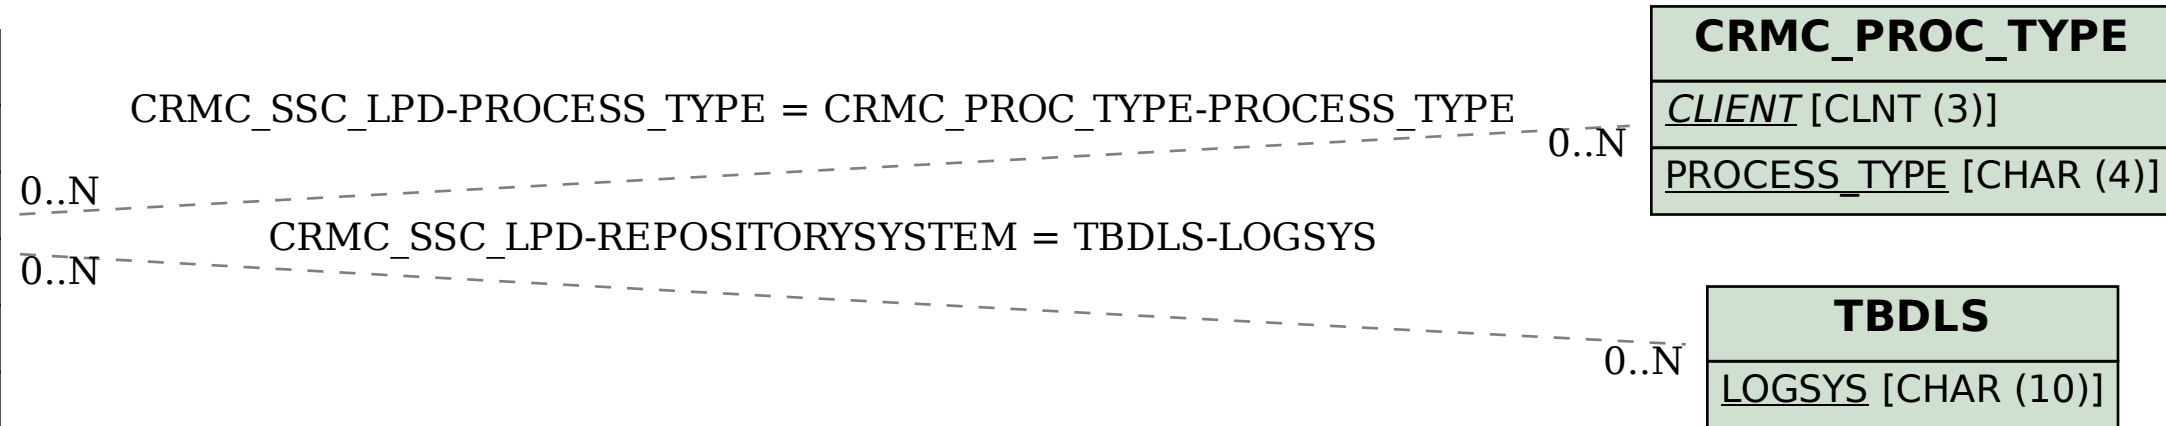 CRMC_PROC_TYPE
CLIENT [CLNT (3)]
PROCESS_TYPE [CHAR (4)]
CRMC_SSC_LPD-PROCESS_TYPE = CRMC_PROC_TYPE-PROCESS_TYPE
0..N
0..N
CRMC_SSC_LPD-REPOSITORYSYSTEM = TBDLS-LOGSYS
0..N
0..N
TBDLS
LOGSYS [CHAR (10)]